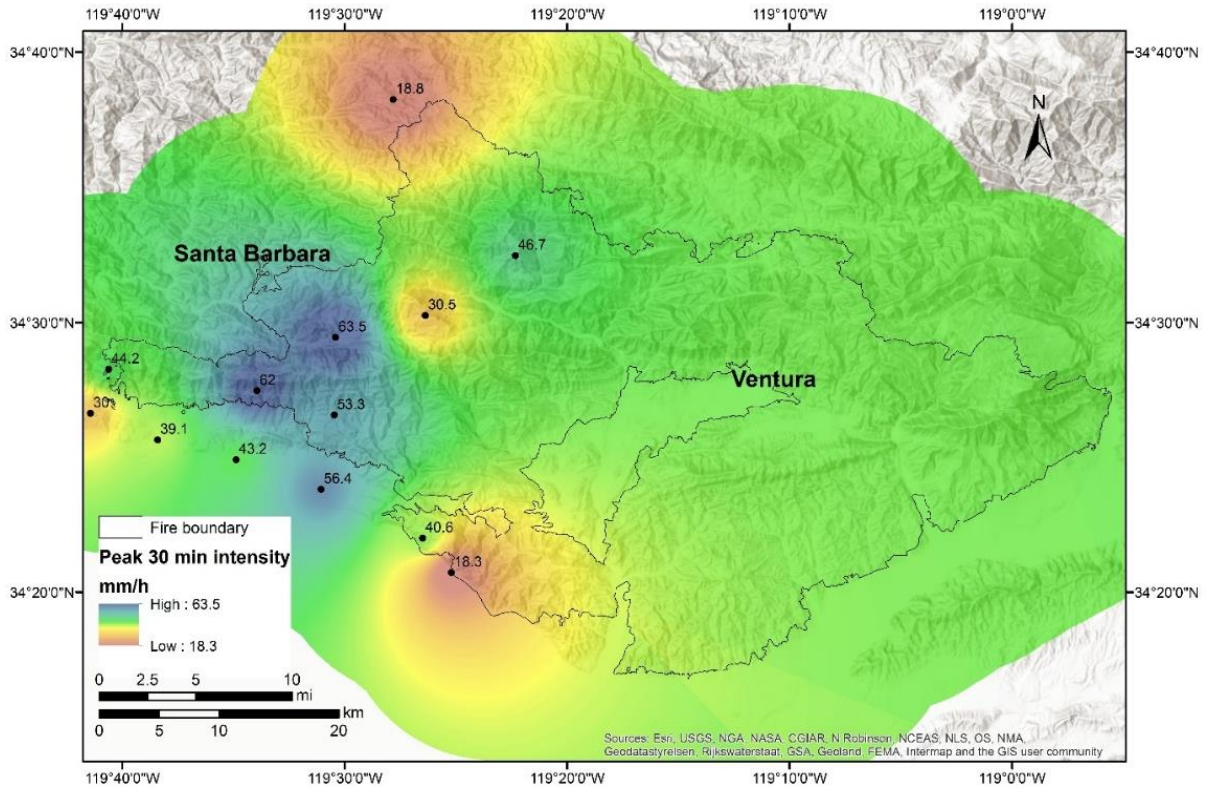 119°40'0"W 119°30'0"W 119°20'0"W 119°10'0"W 119°0'0"W
34°40'0"N 34°40'0"N
18.8
N
Santa Barbara
46.7
30.5
34°30'0"N 34°30'0"N
63.5
44.2
62
Ventura
30
53.3
39.1
43.2
56.4
Fire boundary
40.6
Peak 30 min intensity
18.3
mm/h
34°20'0"N 34°20'0"N
High : 63.5
Low : 18.3
0 2.5 5 10
mi
km
0 5 10 20
Sources: Esri, USGS, NGA, NASA, CGIAR, N Robinson, NCEAS, NLS, OS, NMA,
Geodatastyrelsen, Rijkswaterstaat, GSA, Geoland, FEMA, Intermap and the GIS user community
119°40'0"W 119°30'0"W 119°20'0"W 119°10'0"W 119°0'0"W